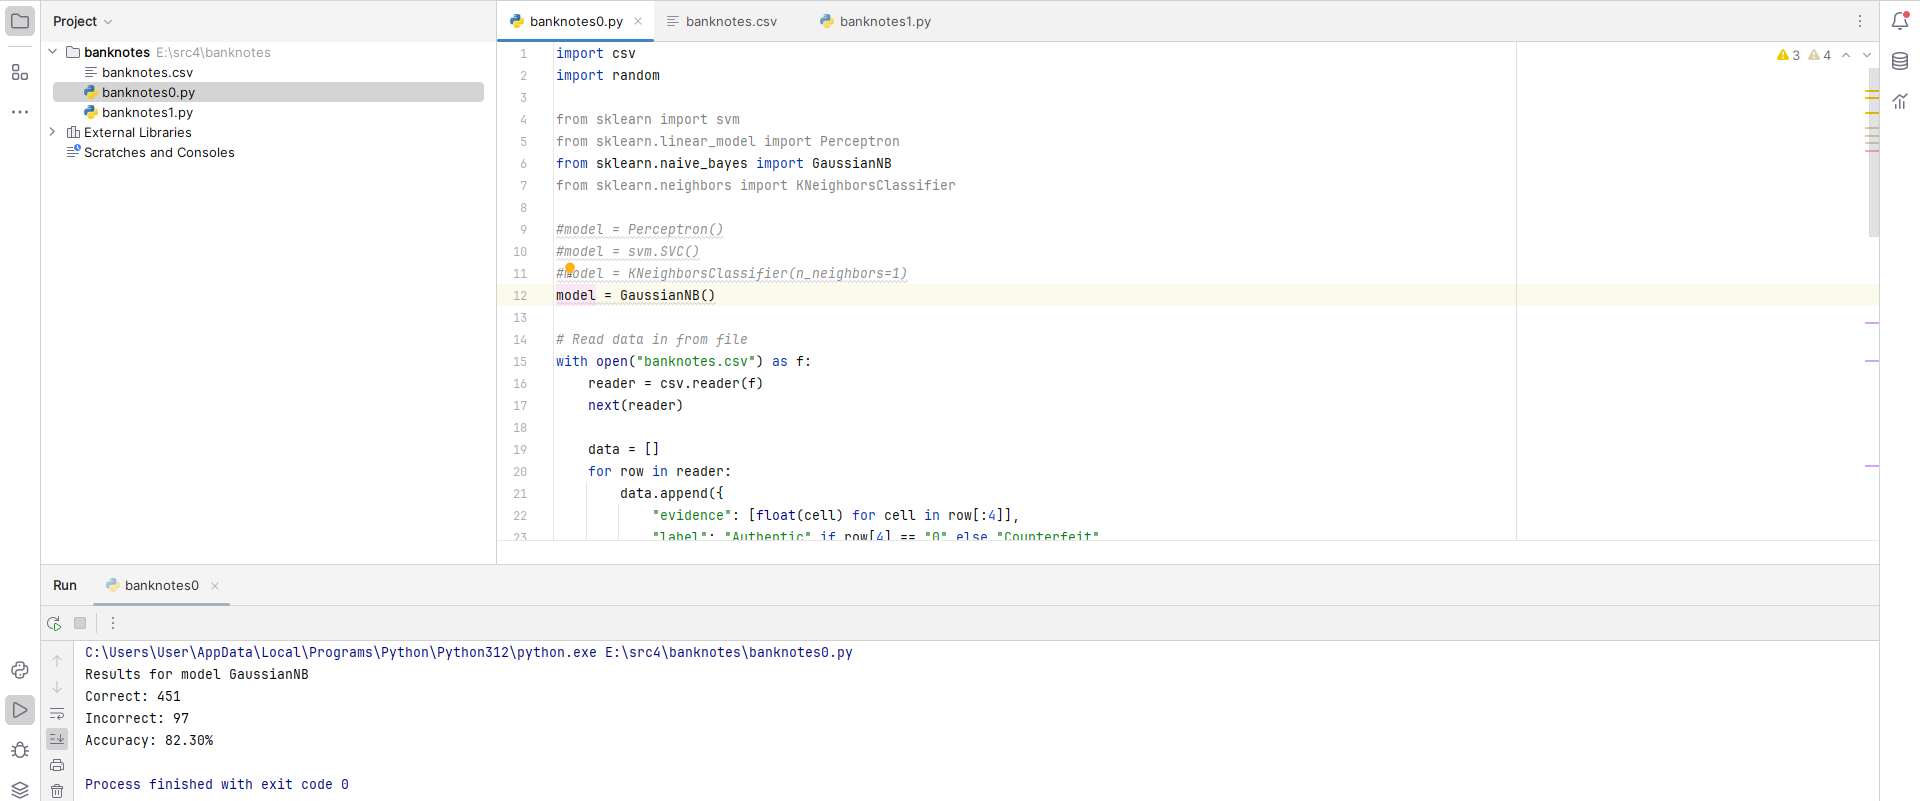 Project
banknotes E:\src4\banknotes
banknotes.csv
banknotes0.py
banknotes1.py
External Libraries
Scratches and Consoles
banknotes0.py banknotes.csv banknotes1.py
3 4
1 import csv
2 import random
3
4 from sklearn import svm
5 from sklearn.linear_model import Perceptron
6 from sklearn.naive_bayes import GaussianNB
7 from sklearn.neighbors import KNeighborsClassifier
8
9 #model = Perceptron()
10 #model = svm.SVC()
11 #model = KNeighborsClassifier(n_neighbors=1)
12 model = GaussianNB()
13
14 # Read data in from file
15 with open("banknotes.csv") as f:
16 reader = csv.reader(f)
17 next(reader)
18
19 data = []
20 for row in reader:
21 data.append({
22 "evidence": [float(cell) for cell in row[:4]],
23 "label": "Authentic" if row[4] == "0" else "Counterfeit"
Run banknotes0
C:\Users\User\AppData\Local\Programs\Python\Python312\python.exe E:\src4\banknotes\banknotes0.py
Results for model GaussianNB
Correct: 451
Incorrect: 97
Accuracy: 82.30%
Process finished with exit code 0